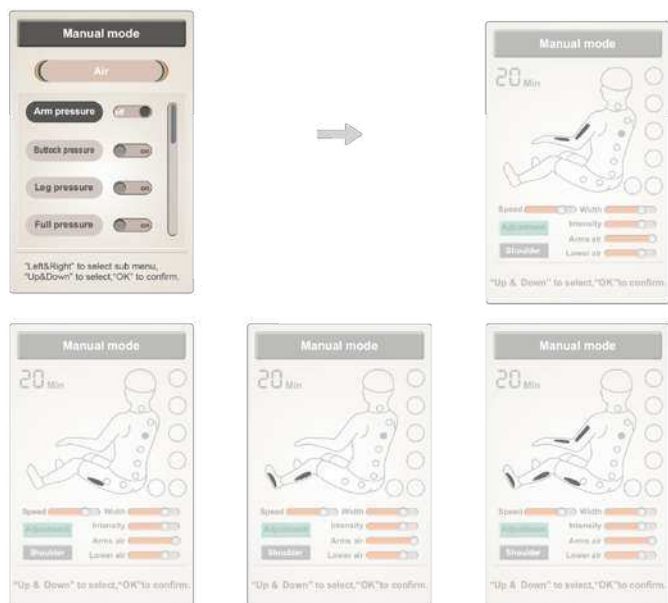 Manual mode
Air
Arm pressure off
Buttock pressure on
Leg pressure on
Full pressure on
"Left&Right" to select sub menu,
"Up&Down" to select,"OK" to confirm.
Manual mode
20 Min
Speed Width
Adjustment Intensity
Arms air
Shoulder Lower air
"Up & Down" to select,"OK"to confirm.
Manual mode
20 Min
Speed Width
Adjustment Intensity
Arms air
Shoulder Lower air
"Up & Down" to select,"OK"to confirm.
Manual mode
20 Min
Speed Width
Adjustment Intensity
Arms air
Shoulder Lower air
"Up & Down" to select,"OK"to confirm.
Manual mode
20 Min
Speed Width
Adjustment Intensity
Arms air
Shoulder Lower air
"Up & Down" to select,"OK"to confirm.